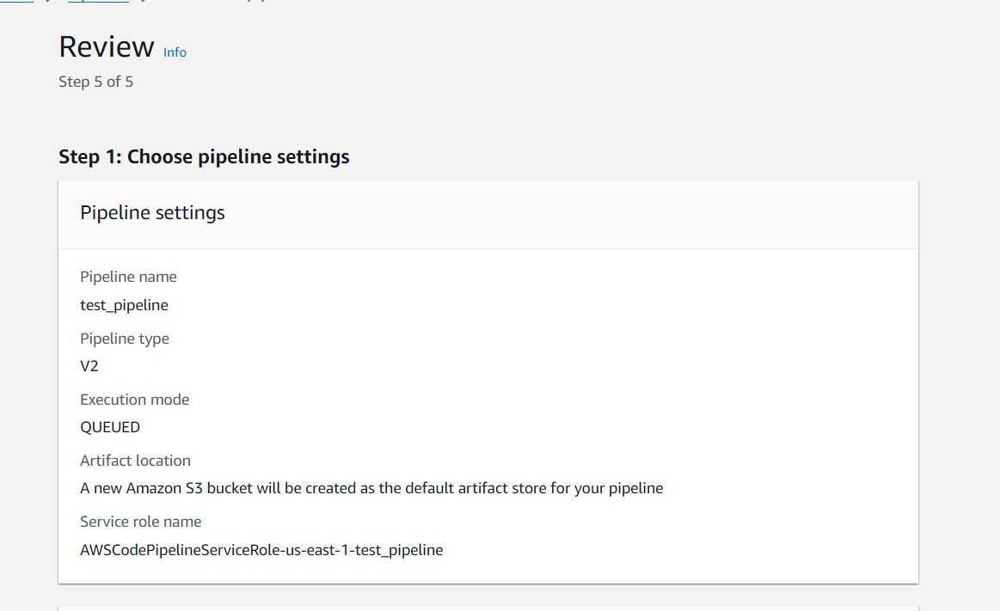 Review Info
Step 5 of 5
Step 1: Choose pipeline settings
Pipeline settings
Pipeline name
test_pipeline
Pipeline type
V2
Execution mode
QUEUED
Artifact location
A new Amazon S3 bucket will be created as the default artifact store for your pipeline
Service role name
AWSCodePipelineServiceRole-us-east-1-test_pipeline